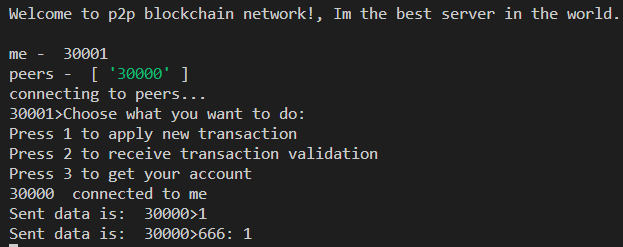 Welcome to p2p blockchain network!, Im the best server in the world.
me -  30001
peers -  [ '30000' ]
connecting to peers...
30001>Choose what you want to do:
Press 1 to apply new transaction
Press 2 to receive transaction validation
Press 3 to get your account
30000  connected to me
Sent data is:  30000>1
Sent data is:  30000>666: 1